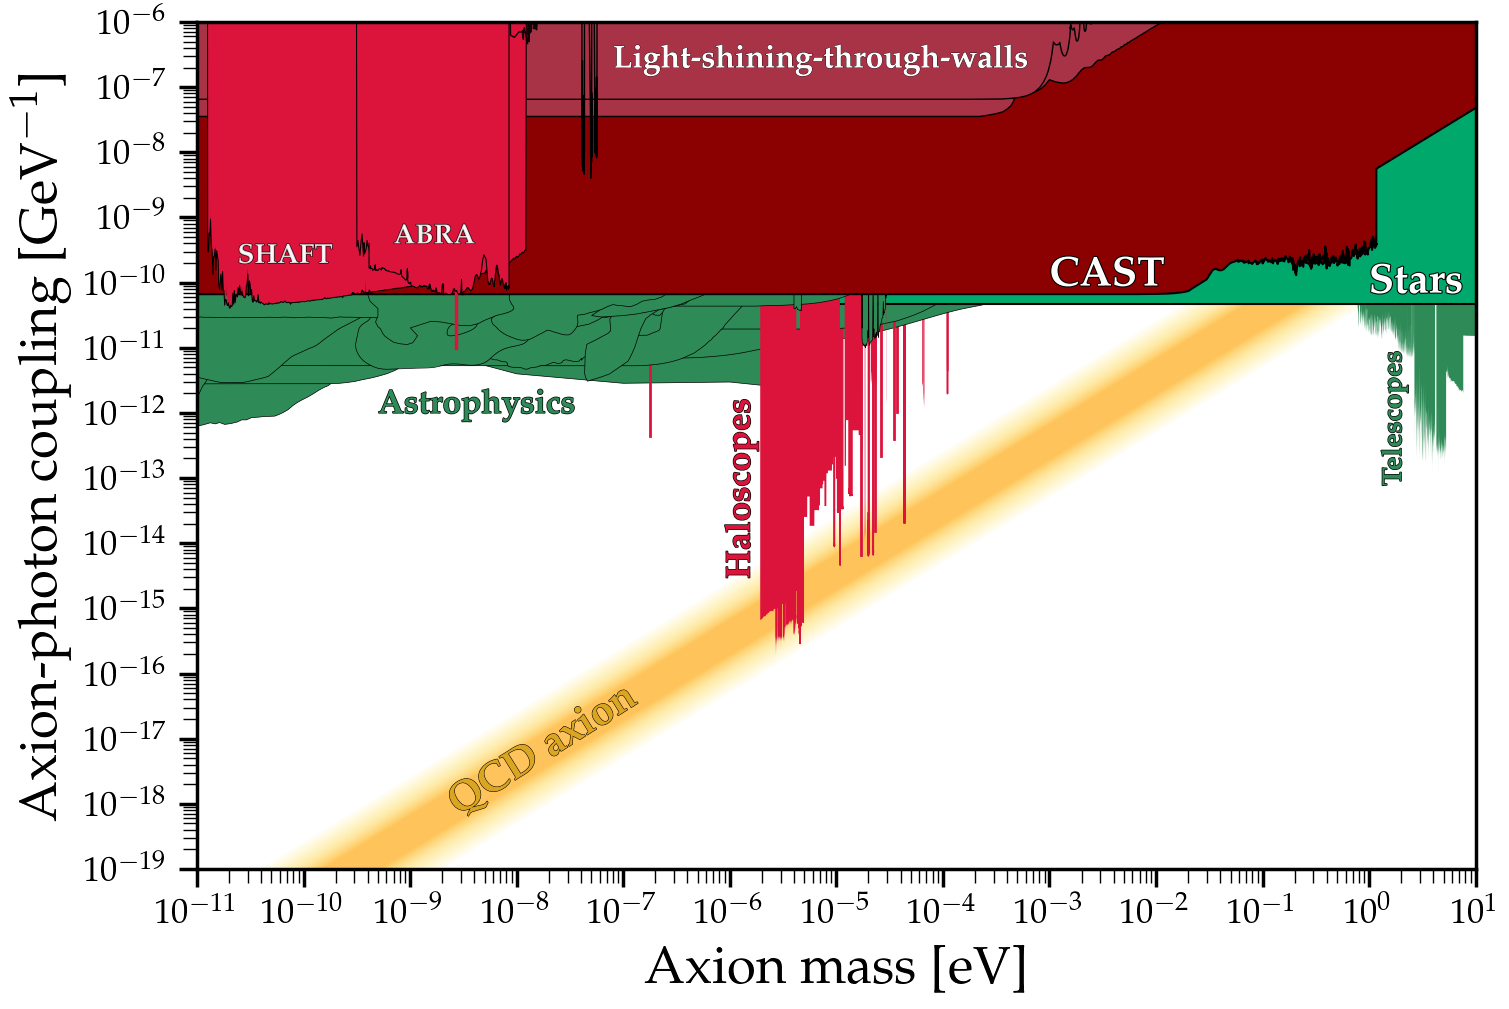 Axion-photon coupling [GeV⁻¹]
10⁻⁶
10⁻⁷
10⁻⁸
10⁻⁹
10⁻¹⁰
10⁻¹¹
10⁻¹²
10⁻¹³
10⁻¹⁴
10⁻¹⁵
10⁻¹⁶
10⁻¹⁷
10⁻¹⁸
10⁻¹⁹
Light-shining-through-walls
SHAFT
ABRA
CAST
Stars
Astrophysics
Haloscopes
Telescopes
QCD axion
10⁻¹¹ 10⁻¹⁰ 10⁻⁹ 10⁻⁸ 10⁻⁷ 10⁻⁶ 10⁻⁵ 10⁻⁴ 10⁻³ 10⁻² 10⁻¹ 10⁰ 10¹
Axion mass [eV]